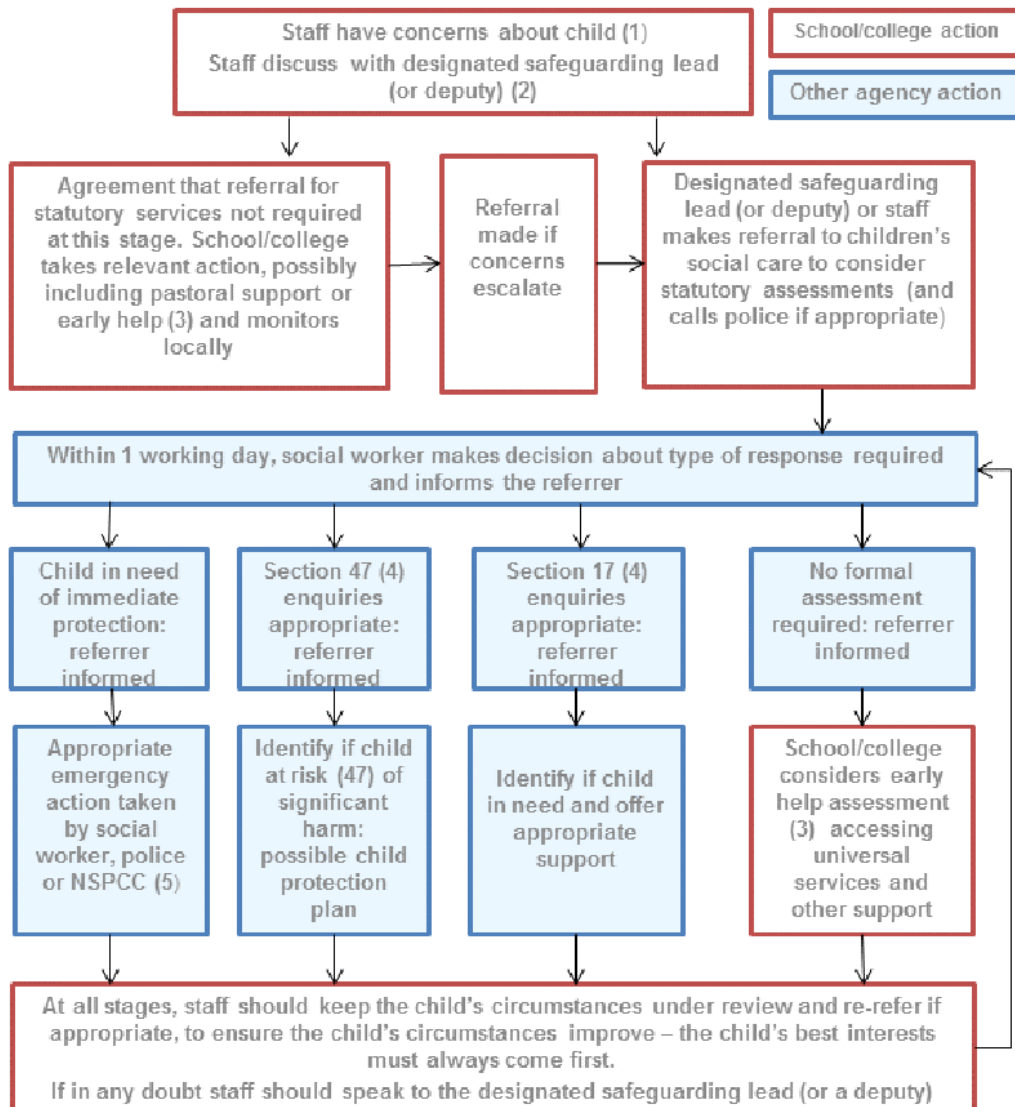 Staff have concerns about child (1)
Staff discuss with designated safeguarding lead
(or deputy) (2)
School/college action
Other agency action
Agreement that referral for
statutory services not required
at this stage. School/college
takes relevant action, possibly
including pastoral support or
early help (3) and monitors
locally
Referral
made if
concerns
escalate
Designated safeguarding
lead (or deputy) or staff
makes referral to children’s
social care to consider
statutory assessments (and
calls police if appropriate)
Within 1 working day, social worker makes decision about type of response required
and informs the referrer
Child in need
of immediate
protection:
referrer
informed
Section 47 (4)
enquiries
appropriate:
referrer
informed
Section 17 (4)
enquiries
appropriate:
referrer
informed
No formal
assessment
required: referrer
informed
Appropriate
emergency
action taken
by social
worker, police
or NSPCC (5)
Identify if child
at risk (47) of
significant
harm:
possible child
protection
plan
Identify if child
in need and offer
appropriate
support
School/college
considers early
help assessment
(3) accessing
universal
services and
other support
At all stages, staff should keep the child’s circumstances under review and re-refer if
appropriate, to ensure the child’s circumstances improve – the child’s best interests
must always come first.
If in any doubt staff should speak to the designated safeguarding lead (or a deputy)